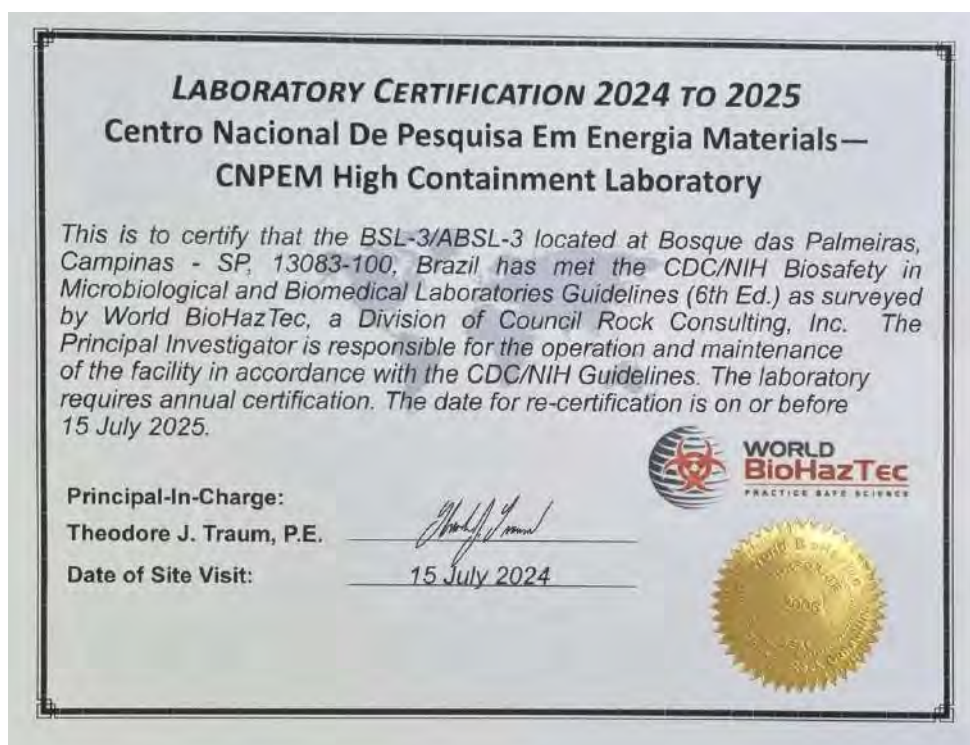 LABORATORY CERTIFICATION 2024 TO 2025
Centro Nacional De Pesquisa Em Energia Materials—
CNPEM High Containment Laboratory
This is to certify that the BSL-3/ABSL-3 located at Bosque das Palmeiras,
Campinas - SP, 13083-100, Brazil has met the CDC/NIH Biosafety in
Microbiological and Biomedical Laboratories Guidelines (6th Ed.) as surveyed
by World BioHazTec, a Division of Council Rock Consulting, Inc. The
Principal Investigator is responsible for the operation and maintenance
of the facility in accordance with the CDC/NIH Guidelines. The laboratory
requires annual certification. The date for re-certification is on or before
15 July 2025.
WORLD
BioHazTec
PRACTICE SAFE SCIENCE
Principal-In-Charge:
Theodore J. Traum, P.E.
Date of Site Visit: 15 July 2024